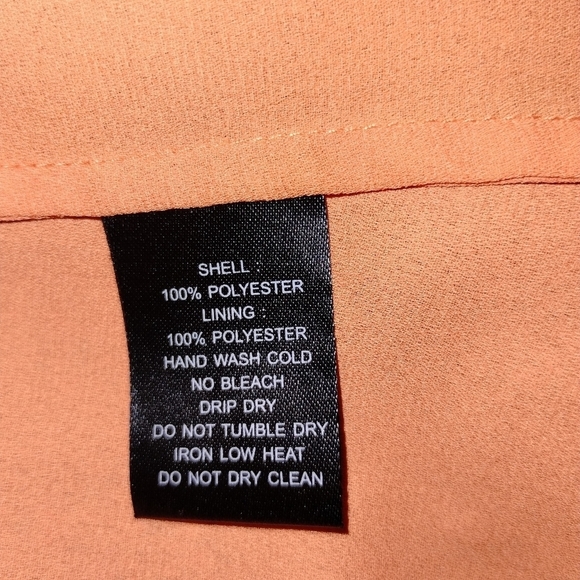 SHELL :
100% POLYESTER
LINING :
100% POLYESTER
HAND WASH COLD
NO BLEACH
DRIP DRY
DO NOT TUMBLE DRY
IRON LOW HEAT
DO NOT DRY CLEAN